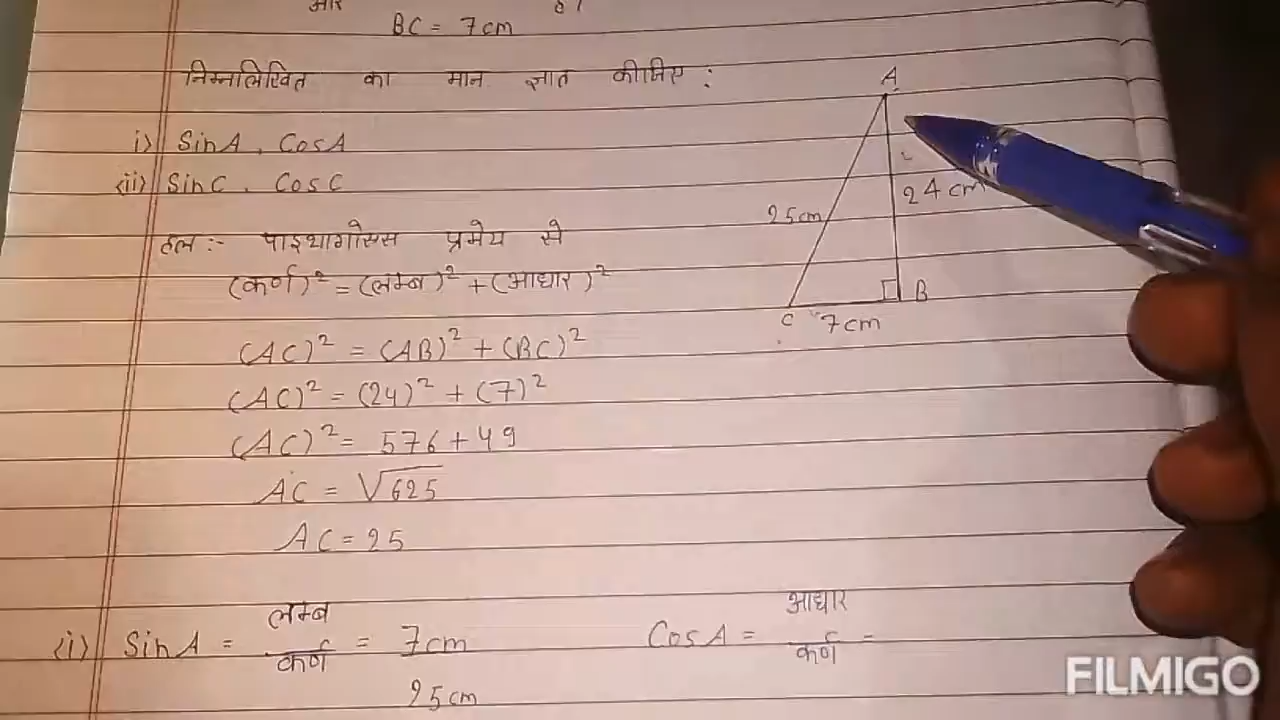 और है।
BC = 7cm
निम्नलिखित का मान ज्ञात कीजिए :
i) SinA, CosA
(ii) SinC, CosC
हल :- पाइथागोरस प्रमेय से
(कर्ण)² = (लम्ब)² + (आधार)²
(AC)² = (AB)² + (BC)²
(AC)² = (24)² + (7)²
(AC)² = 576 + 49
AC = √625
AC = 25
A
25cm
24cm
C
7cm
B
(i) SinA = लम्ब/कर्ण = 7cm/25cm CosA = आधार/कर्ण =
FILMIGO